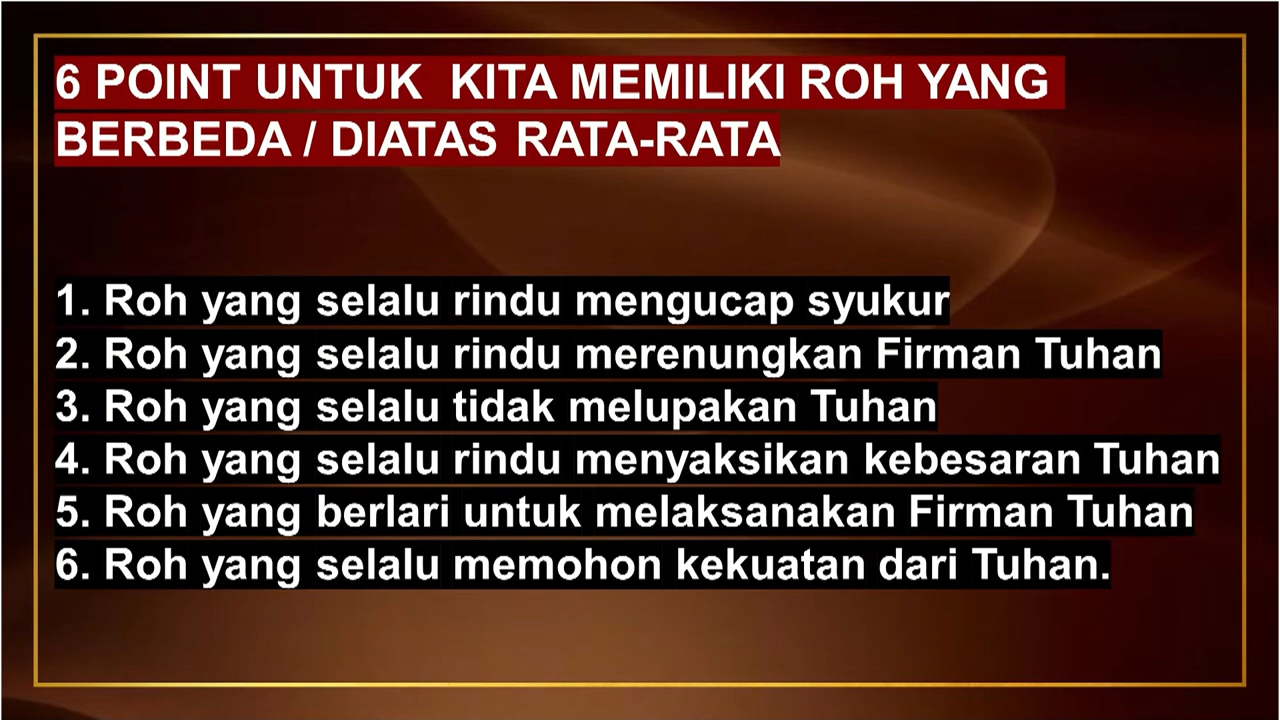 6 POINT UNTUK  KITA MEMILIKI ROH YANG
BERBEDA / DIATAS RATA-RATA
1. Roh yang selalu rindu mengucap syukur
2. Roh yang selalu rindu merenungkan Firman Tuhan
3. Roh yang selalu tidak melupakan Tuhan
4. Roh yang selalu rindu menyaksikan kebesaran Tuhan
5. Roh yang berlari untuk melaksanakan Firman Tuhan
6. Roh yang selalu memohon kekuatan dari Tuhan.